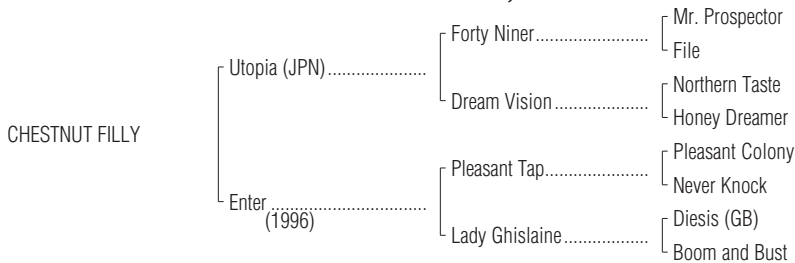 Mr. Prospector
Forty Niner
File
Utopia (JPN)
Northern Taste
Dream Vision
Honey Dreamer
CHESTNUT FILLY
Pleasant Colony
Pleasant Tap
Never Knock
Enter
(1996)
Diesis (GB)
Lady Ghislaine
Boom and Bust